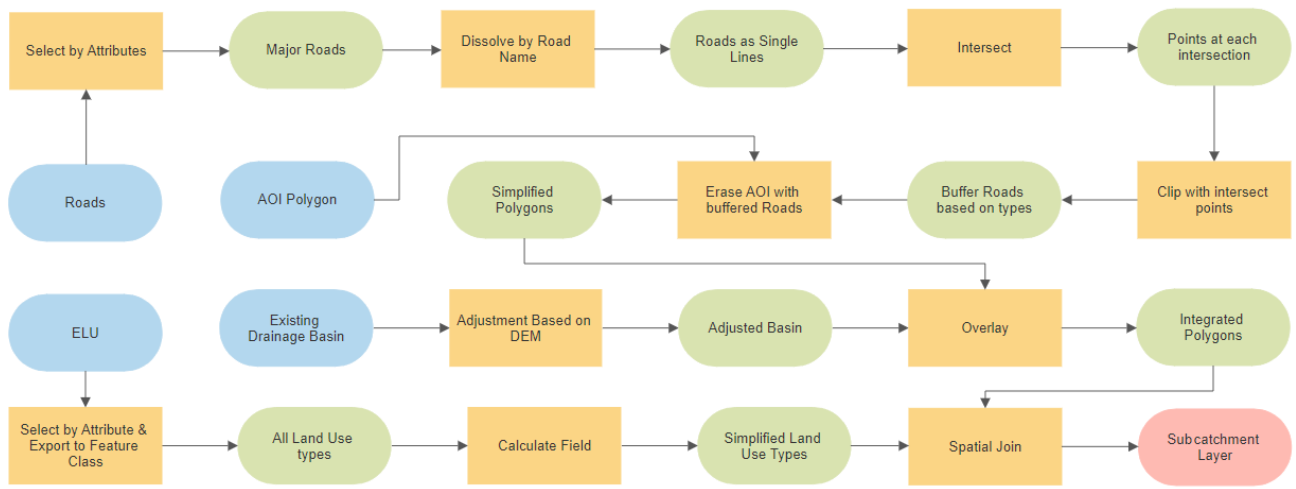 Select by Attributes
Major Roads
Dissolve by Road
Name
Roads as Single
Lines
Intersect
Points at each
intersection
Roads
AOI Polygon
Simplified
Polygons
Erase AOI with
buffered Roads
Buffer Roads
based on types
Clip with intersect
points
ELU
Existing
Drainage Basin
Adjustment Based on
DEM
Adjusted Basin
Overlay
Integrated
Polygons
Select by Attribute &
Export to Feature
Class
All Land Use
types
Calculate Field
Simplified Land
Use Types
Spatial Join
Subcatchment
Layer